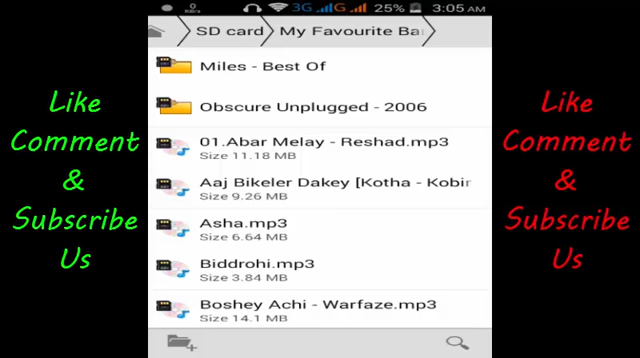 0
KB/s
3G
G
25%
3:05 AM
SD card
My Favourite Ba
Miles - Best Of
Obscure Unplugged - 2006
01.Abar Melay - Reshad.mp3
Size 11.18 MB
Aaj Bikeler Dakey [Kotha - Kobir
Size 9.26 MB
Asha.mp3
Size 6.64 MB
Biddrohi.mp3
Size 3.84 MB
Boshey Achi - Warfaze.mp3
Size 14.1 MB
Like
Comment
&
Subscribe
Us
Like
Comment
&
Subscribe
Us